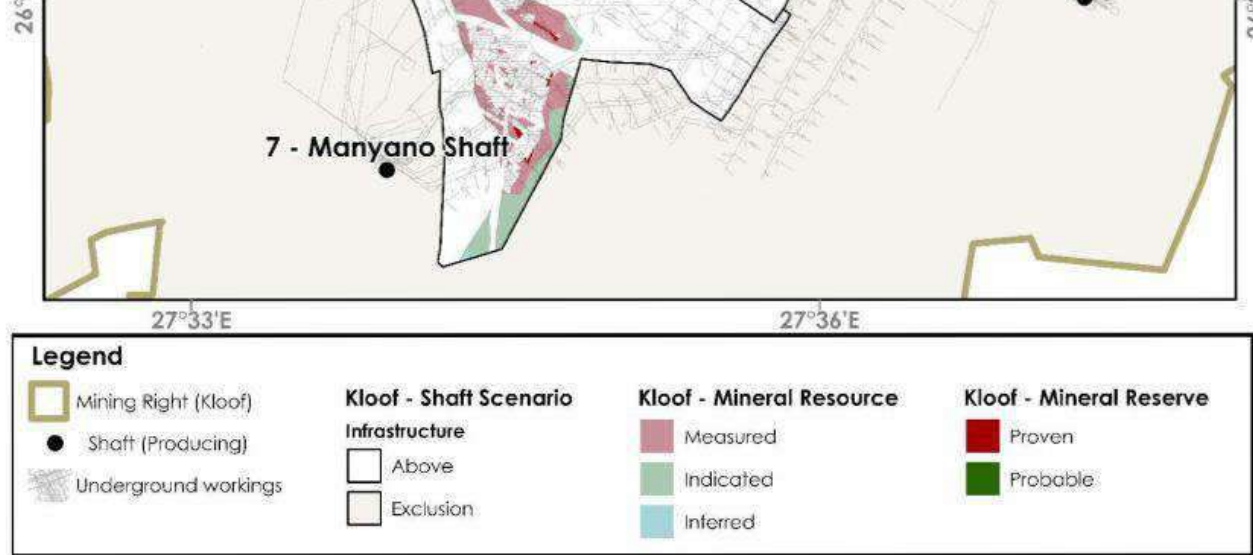 26°
7 - Manyano Shaft
27°33'E
27°36'E
Legend
Mining Right (Kloof)
Shaft (Producing)
Underground workings
Kloof - Shaft Scenario
Infrastructure
Above
Exclusion
Kloof - Mineral Resource
Measured
Indicated
Inferred
Kloof - Mineral Reserve
Proven
Probable